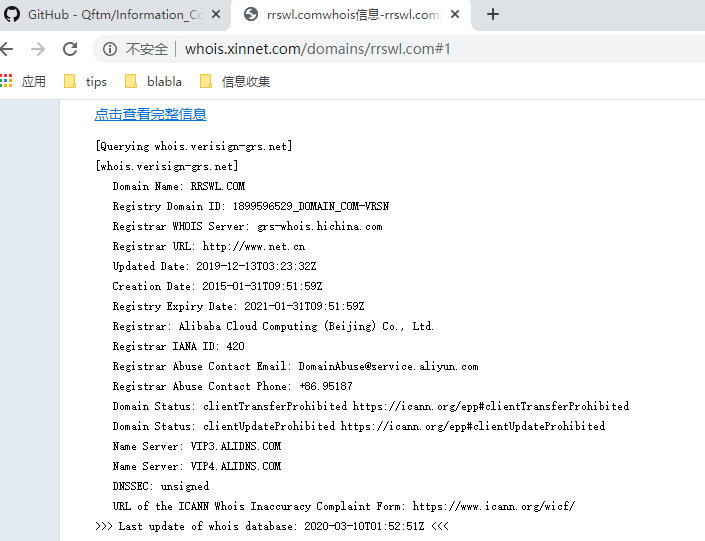 GitHub - Qftm/Information_Co
rrswl.comwhois信息-rrswl.com
不安全 whois.xinnet.com/domains/rrswl.com#1
应用 tips blabla 信息收集
点击查看完整信息
[Querying whois.verisign-grs.net]
[whois.verisign-grs.net]
Domain Name: RRSWL.COM
Registry Domain ID: 1899596529_DOMAIN_COM-VRSN
Registrar WHOIS Server: grs-whois.hichina.com
Registrar URL: http://www.net.cn
Updated Date: 2019-12-13T03:23:32Z
Creation Date: 2015-01-31T09:51:59Z
Registry Expiry Date: 2021-01-31T09:51:59Z
Registrar: Alibaba Cloud Computing (Beijing) Co., Ltd.
Registrar IANA ID: 420
Registrar Abuse Contact Email: DomainAbuse@service.aliyun.com
Registrar Abuse Contact Phone: +86.95187
Domain Status: clientTransferProhibited https://icann.org/epp#clientTransferProhibited
Domain Status: clientUpdateProhibited https://icann.org/epp#clientUpdateProhibited
Name Server: VIP3.ALIDNS.COM
Name Server: VIP4.ALIDNS.COM
DNSSEC: unsigned
URL of the ICANN Whois Inaccuracy Complaint Form: https://www.icann.org/wicf/
>>> Last update of whois database: 2020-03-10T01:52:51Z <<<